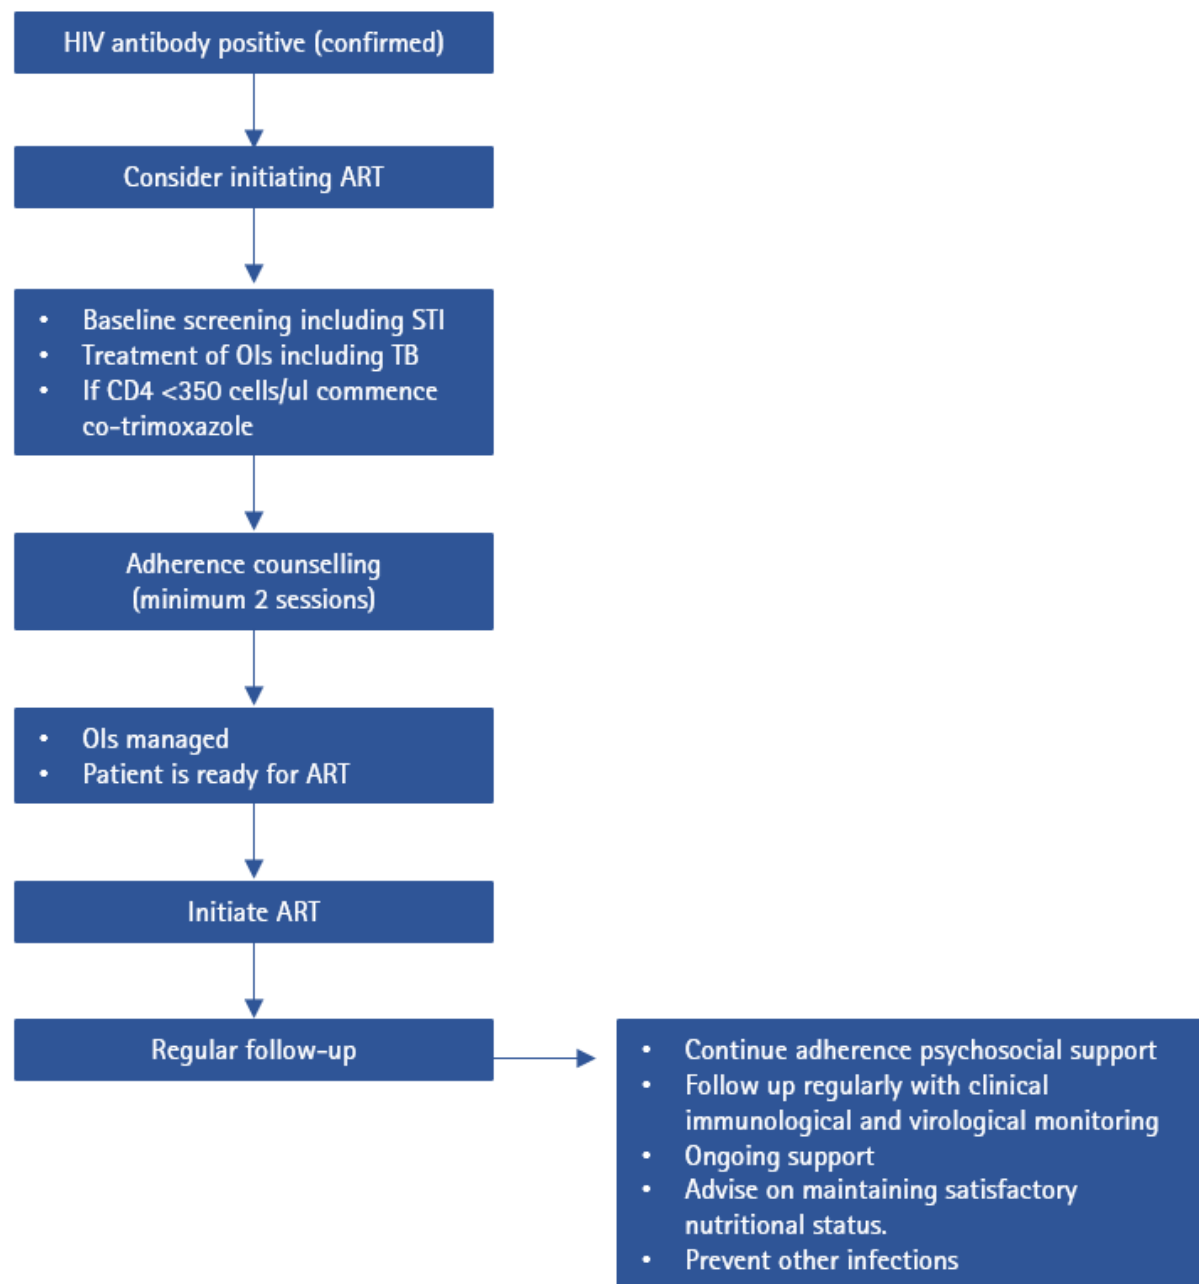 HIV antibody positive (confirmed)
Consider initiating ART
• Baseline screening including STI
• Treatment of OIs including TB
• If CD4 <350 cells/ul commence
co-trimoxazole
Adherence counselling
(minimum 2 sessions)
• OIs managed
• Patient is ready for ART
Initiate ART
Regular follow-up
• Continue adherence psychosocial support
• Follow up regularly with clinical
immunological and virological monitoring
• Ongoing support
• Advise on maintaining satisfactory
nutritional status.
• Prevent other infections